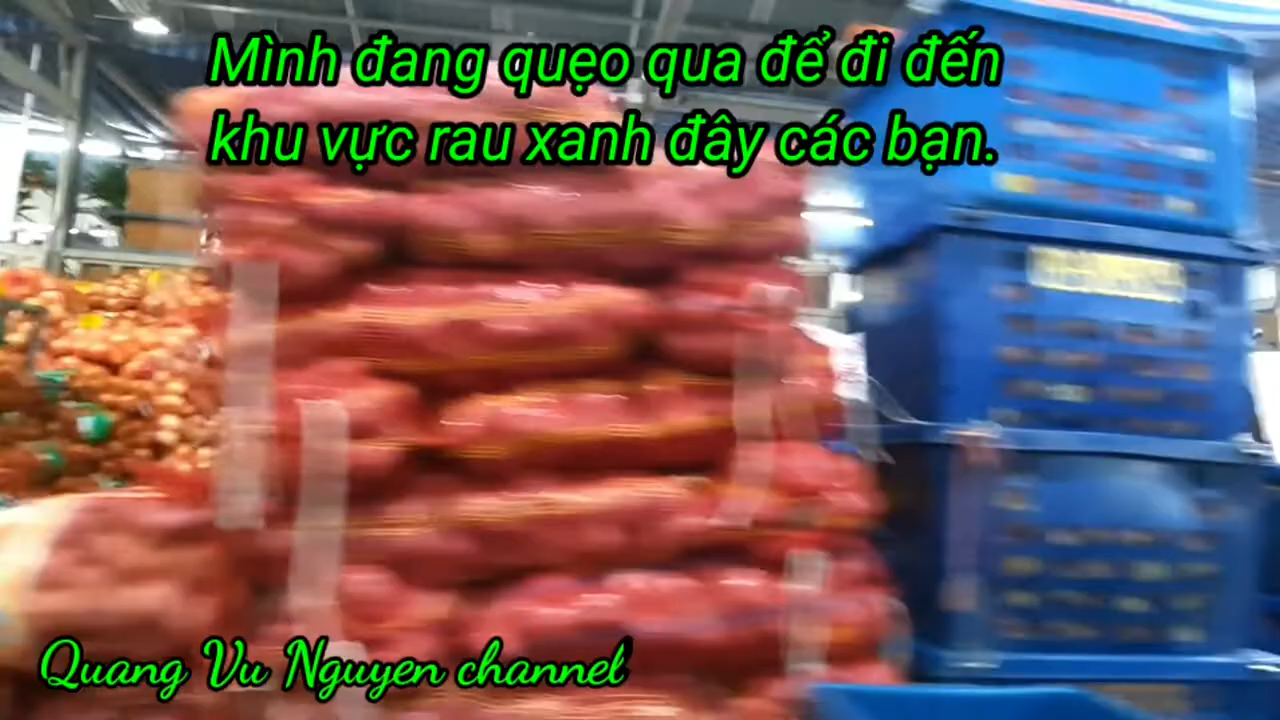 Mình đang quẹo qua để đi đến
khu vực rau xanh đây các bạn.
Quang Vu Nguyen channel